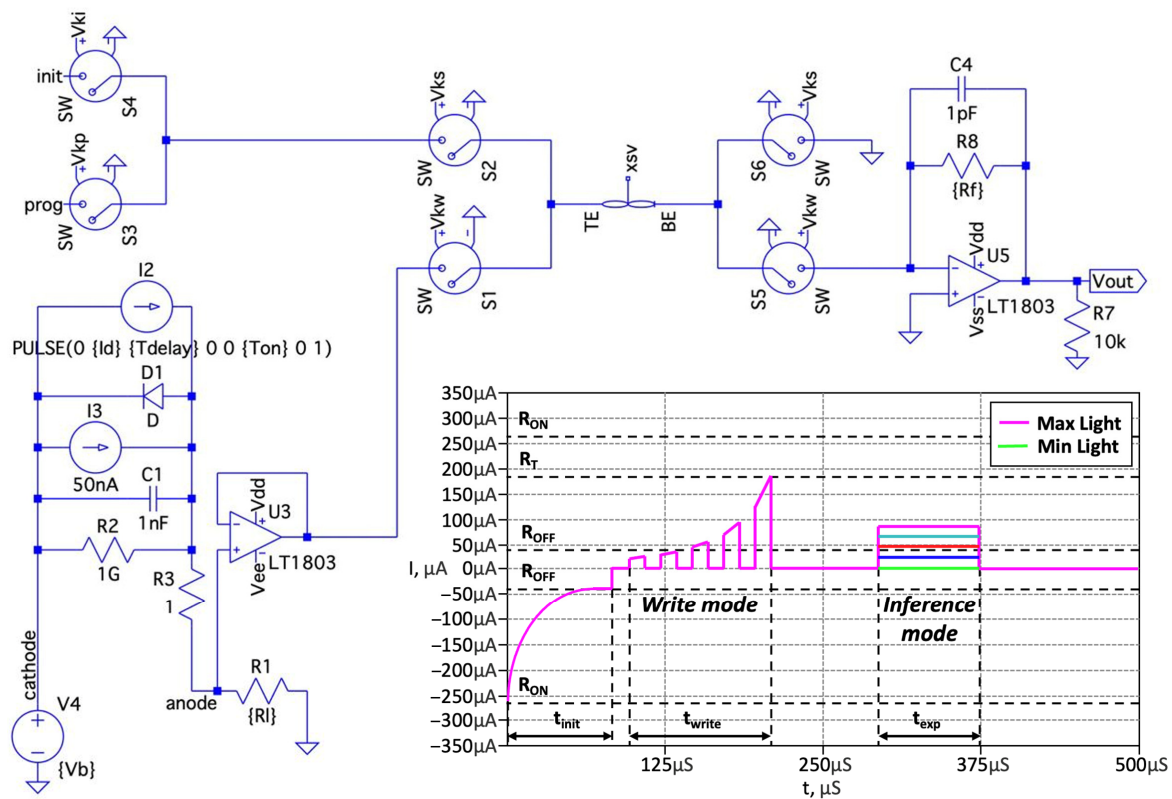 +Vki
init
SW
S4
+Vkp
prog
SW
S3
+Vks
SW
S2
+Vkw
-
SW
S1
xsv
TE
BE
+Vks
S6
SW
+Vkw
S5
SW
C4
1pF
R8
{Rf}
Vdd
+
U5
−
+
−
Vss
LT1803
Vout
R7
10k
I2
PULSE(0 {Id} {Tdelay} 0 0 {Ton} 0 1)
D1
D
I3
50nA
C1
1nF
R2
1G
R3
1
Vdd
+
U3
−
+
−
Vee
LT1803
cathode
anode
R1
{Rl}
V4
+
−
{Vb}
350µA
300µA
250µA
200µA
150µA
100µA
50µA
I, µA 0µA
−50µA
−100µA
−150µA
−200µA
−250µA
−300µA
−350µA
RON
RT
ROFF
ROFF
RON
Max Light
Min Light
Write mode
Inference
mode
tinit
twrite
texp
125µS
250µS
375µS
500µS
t, µS